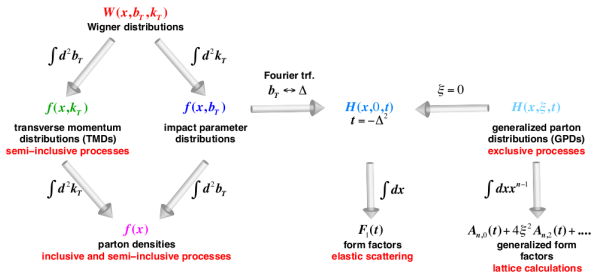 W(x,b_T,k_T)
Wigner distributions
∫d²b_T
∫d²k_T
Fourier trf.
b_T ↔ Δ
ξ = 0
f(x,k_T)
f(x,b_T)
H(x,0,t)
t = −Δ²
H(x,ξ,t)
transverse momentum
distributions (TMDs)
semi−inclusive processes
impact parameter
distributions
generalized parton
distributions (GPDs)
exclusive processes
∫d²k_T
∫d²b_T
∫dx
∫dx x^{n−1}
f(x)
parton densities
inclusive and semi−inclusive processes
F₁(t)
form factors
elastic scattering
A_{n,0}(t) + 4ξ² A_{n,2}(t) + ....
generalized form
factors
lattice calculations